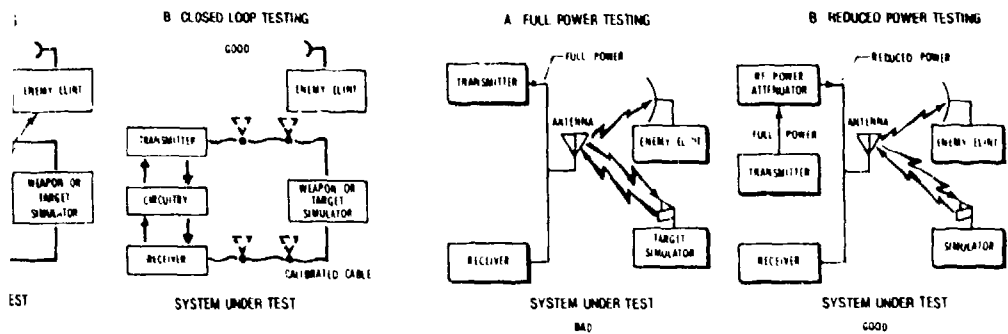 B CLOSED LOOP TESTING
GOOD
ENEMY ELINT
WEAPON OR
TARGET
SIMULATOR
EST
ENEMY ELINT
TRANSMITTER
CIRCUITRY
RECEIVER
WEAPON OR
TARGET
SIMULATOR
CALIBRATED CABLE
SYSTEM UNDER TEST
A FULL POWER TESTING
FULL POWER
TRANSMITTER
ANTENNA
ENEMY ELINT
RECEIVER
TARGET
SIMULATOR
SYSTEM UNDER TEST
BAD
B REDUCED POWER TESTING
REDUCED POWER
RF POWER
ATTENUATOR
ANTENNA
FULL POWER
TRANSMITTER
ENEMY ELINT
RECEIVER
SIMULATOR
SYSTEM UNDER TEST
GOOD